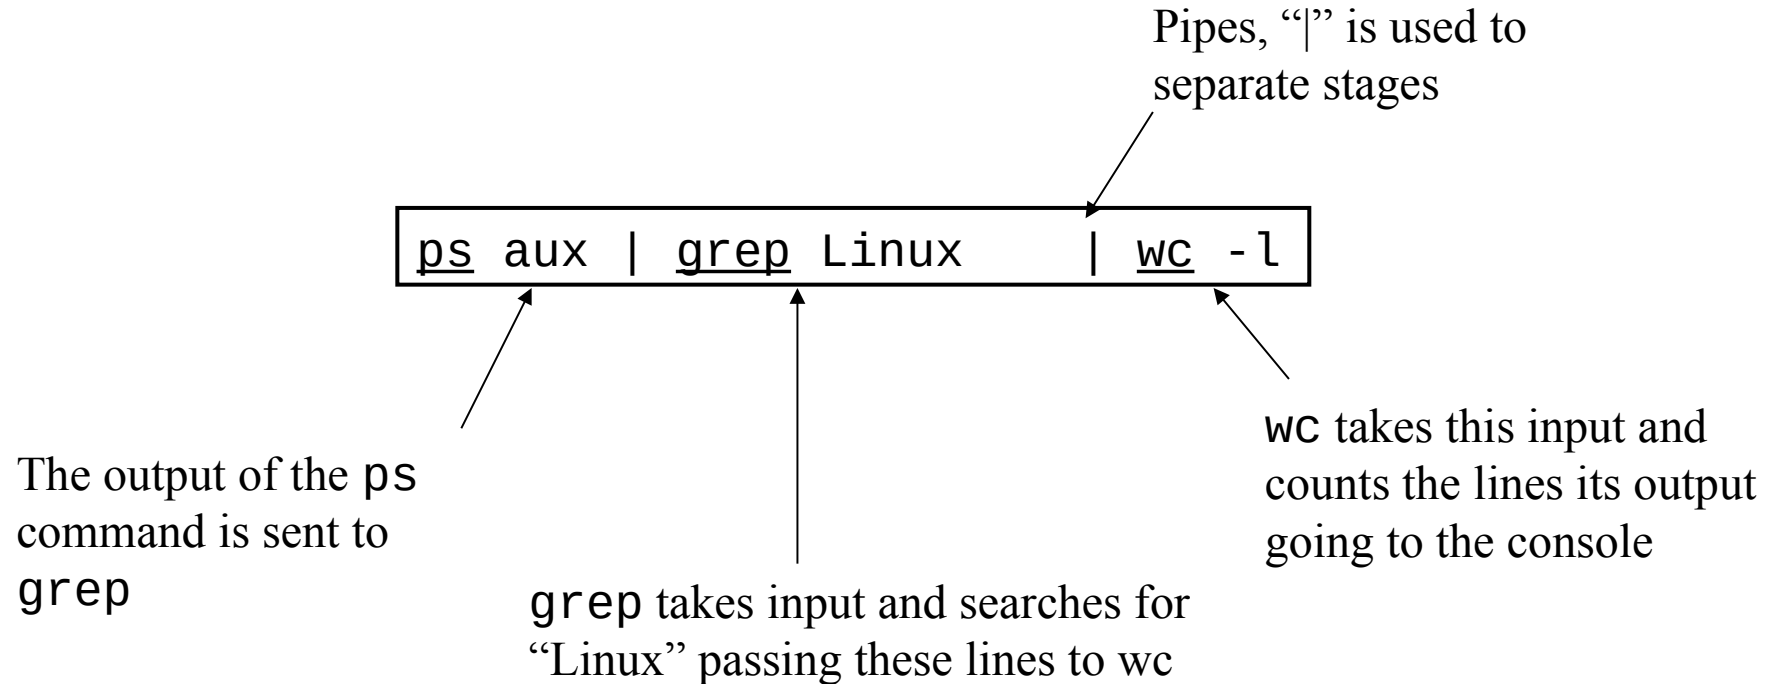 Pipes, “|” is used to
separate stages
ps aux | grep Linux    | wc -l
The output of the ps
command is sent to
grep
grep takes input and searches for
“Linux” passing these lines to wc
wc takes this input and
counts the lines its output
going to the console